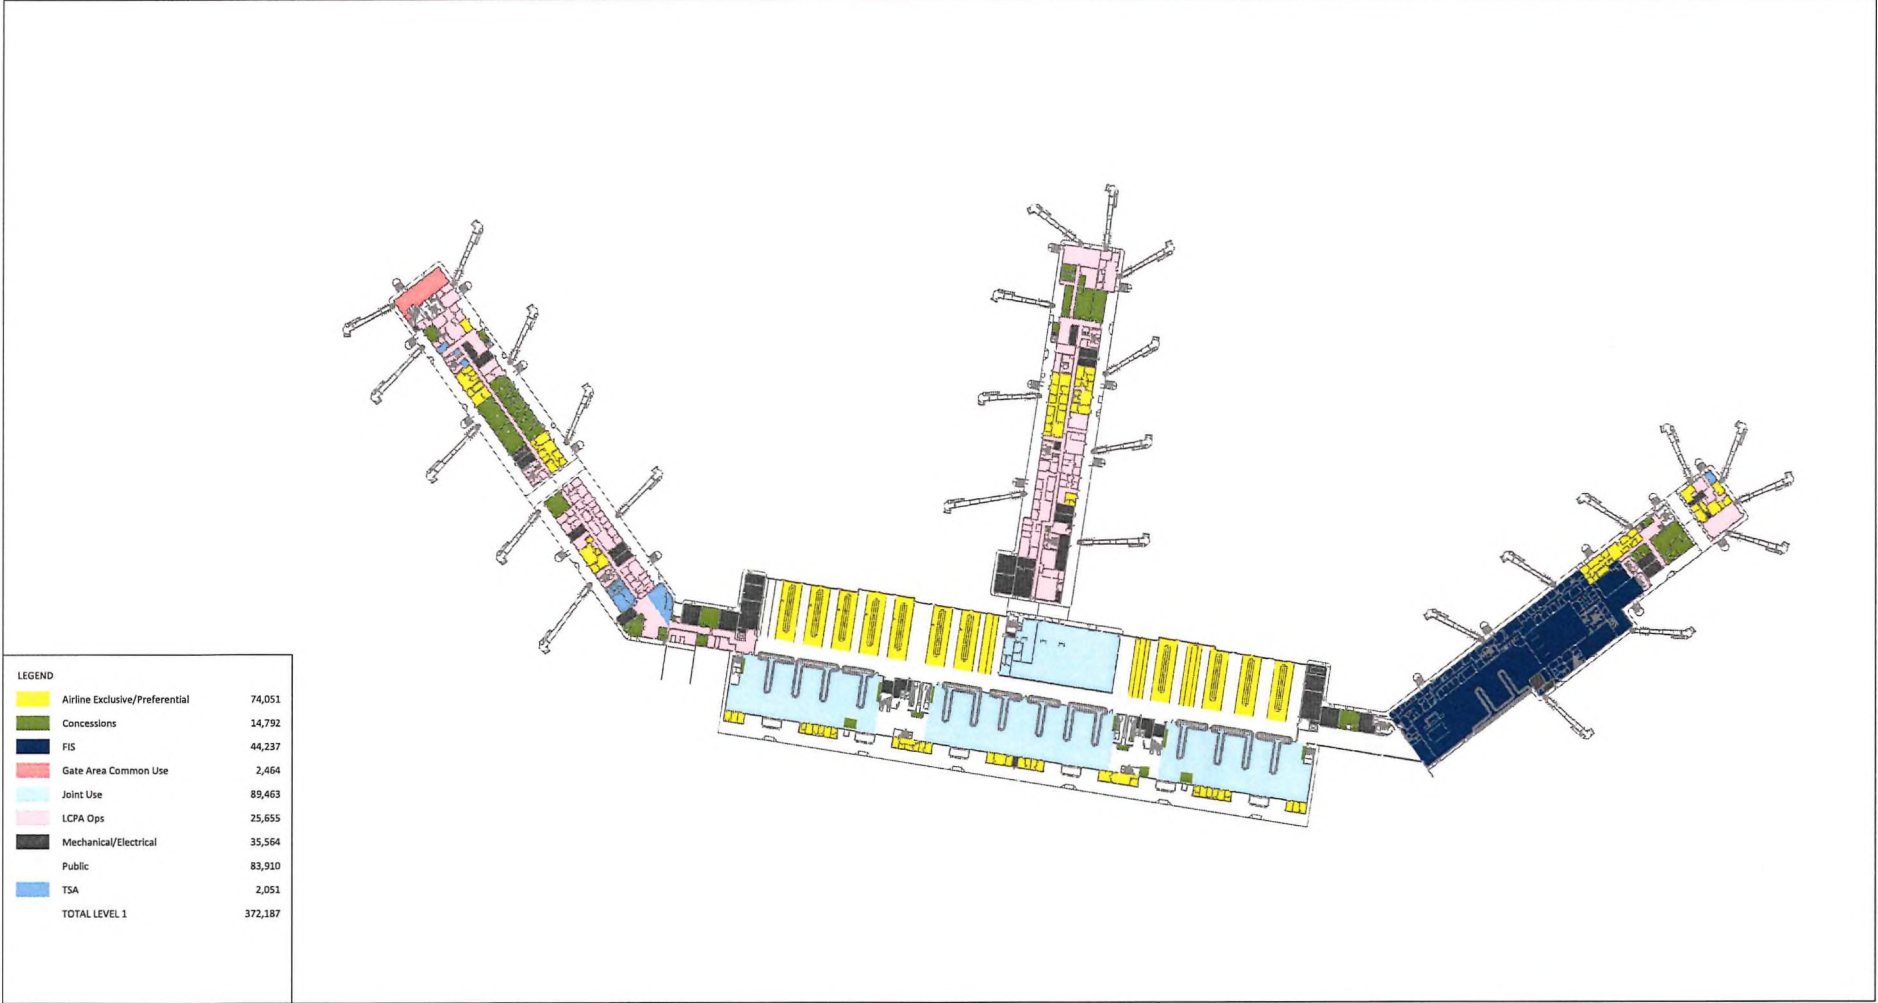 LEGEND
Airline Exclusive/Preferential 74,051
Concessions 14,792
FIS 44,237
Gate Area Common Use 2,464
Joint Use 89,463
LCPA Ops 25,655
Mechanical/Electrical 35,564
Public 83,910
TSA 2,051
TOTAL LEVEL 1 372,187